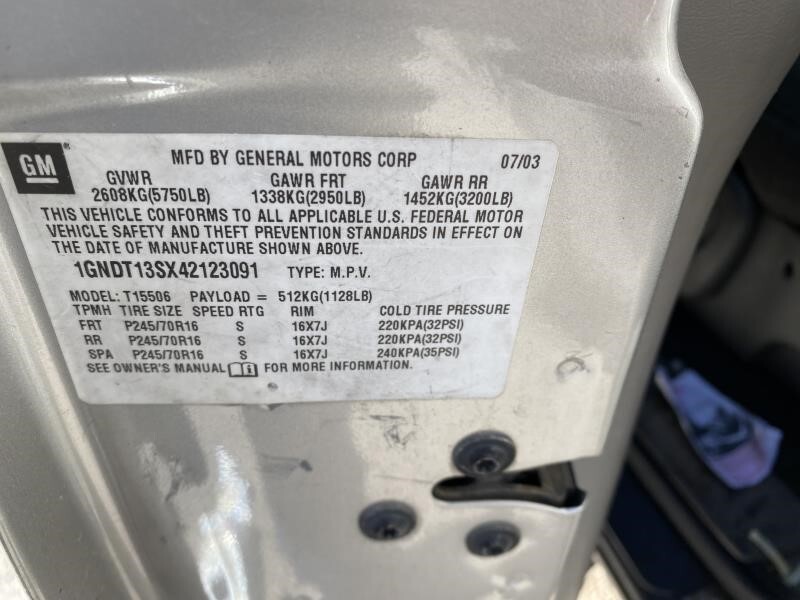 GM MFD BY GENERAL MOTORS CORP 07/03
GVWR GAWR FRT GAWR RR
2608KG(5750LB) 1338KG(2950LB) 1452KG(3200LB)
THIS VEHICLE CONFORMS TO ALL APPLICABLE U.S. FEDERAL MOTOR
VEHICLE SAFETY AND THEFT PREVENTION STANDARDS IN EFFECT ON
THE DATE OF MANUFACTURE SHOWN ABOVE.
1GNDT13SX42123091 TYPE: M.P.V.
MODEL: T15506 PAYLOAD = 512KG(1128LB)
TPMH TIRE SIZE SPEED RTG RIM COLD TIRE PRESSURE
FRT P245/70R16 S 16X7J 220KPA(32PSI)
RR P245/70R16 S 16X7J 220KPA(32PSI)
SPA P245/70R16 S 16X7J 240KPA(35PSI)
SEE OWNER'S MANUAL i FOR MORE INFORMATION.